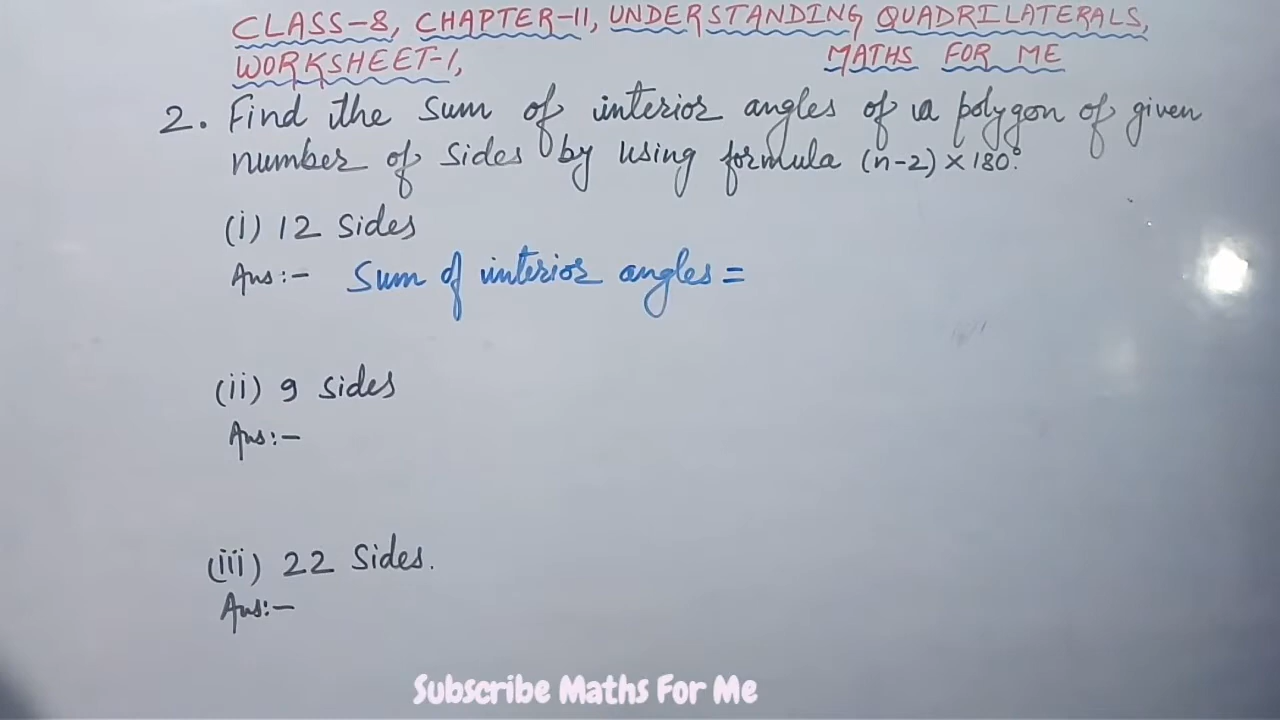 CLASS-8, CHAPTER-11, UNDERSTANDING QUADRILATERALS,
WORKSHEET-1, MATHS FOR ME
2. Find the sum of interior angles of a polygon of given
number of sides by using formula (n-2) × 180°.
(i) 12 sides
Ans:- Sum of interior angles =
(ii) 9 sides
Ans:-
(iii) 22 sides.
Ans:-
Subscribe Maths For Me